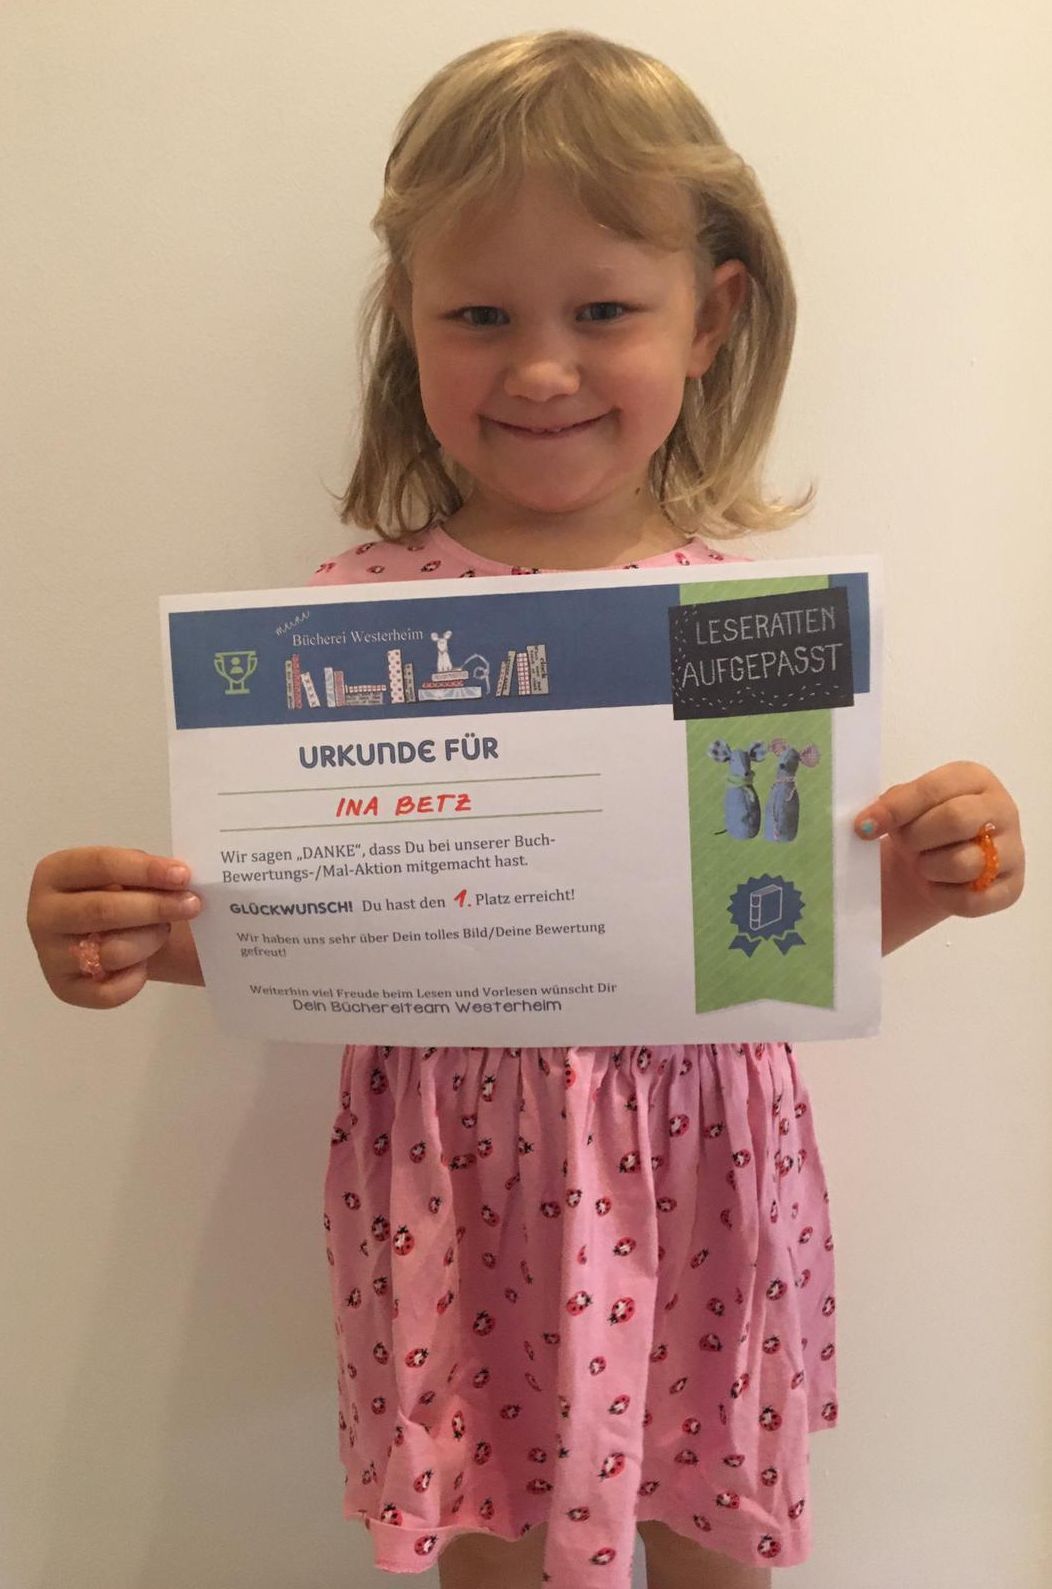 meine
Bücherei Westerheim
LESERATTEN
AUFGEPASST
URKUNDE FÜR
INA BETZ
Wir sagen „DANKE“, dass Du bei unserer Buch-
Bewertungs-/Mal-Aktion mitgemacht hast.
GLÜCKWUNSCH! Du hast den 1. Platz erreicht!
Wir haben uns sehr über Dein tolles Bild/Deine Bewertung
gefreut!
Weiterhin viel Freude beim Lesen und Vorlesen wünscht Dir
Dein Büchereiteam Westerheim